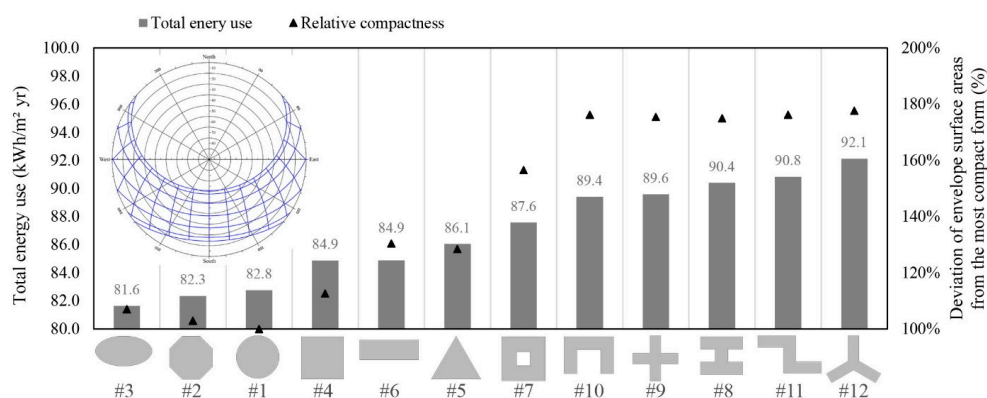 Total enery use
Relative compactness
100.0
98.0
96.0
94.0
92.0
90.0
88.0
86.0
84.0
82.0
80.0
Total energy use (kWh/m² yr)
200%
180%
160%
140%
120%
100%
Deviation of envelope surface areas
from the most compact form (%)
North
West
East
South
81.6
82.3
82.8
84.9
84.9
86.1
87.6
89.4
89.6
90.4
90.8
92.1
#3 #2 #1 #4 #6 #5 #7 #10 #9 #8 #11 #12